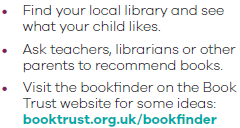 • Find your local library and see
what your child likes.
• Ask teachers, librarians or other
parents to recommend books.
• Visit the bookfinder on the Book
Trust website for some ideas:
booktrust.org.uk/bookfinder